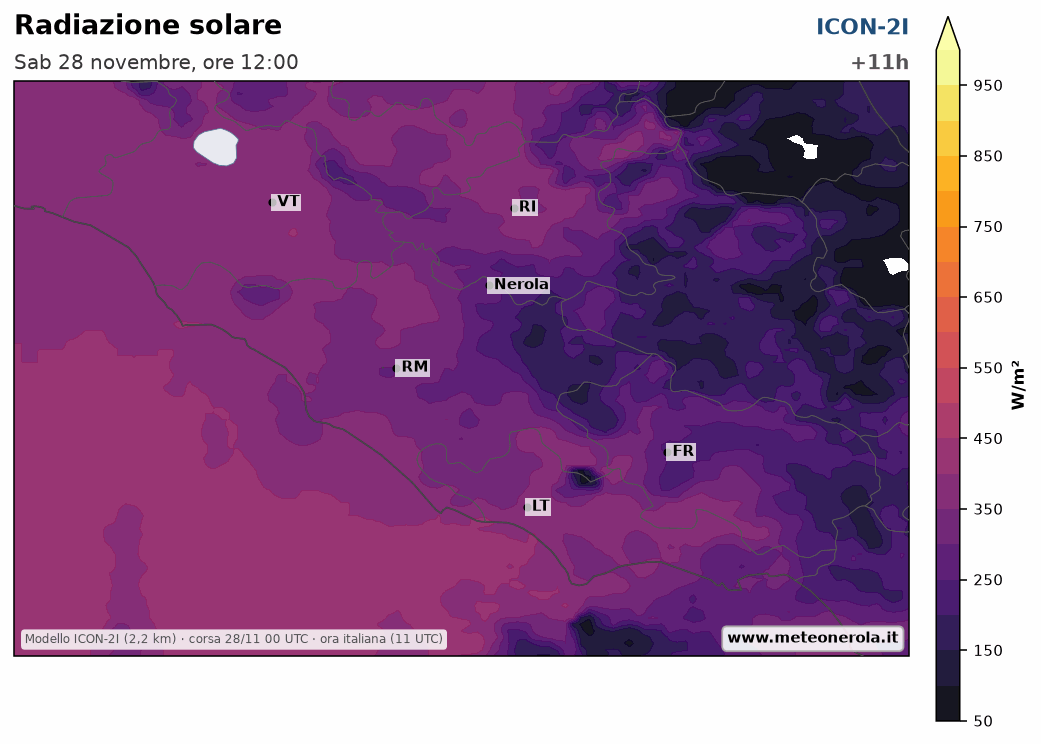 Radiazione solare
ICON-2I
Sab 28 novembre, ore 12:00
+11h
950
850
750
650
550
450
350
250
150
50
W/m²
VT
RI
Nerola
RM
FR
LT
Modello ICON-2I (2,2 km) · corsa 28/11 00 UTC · ora italiana (11 UTC)
www.meteonerola.it